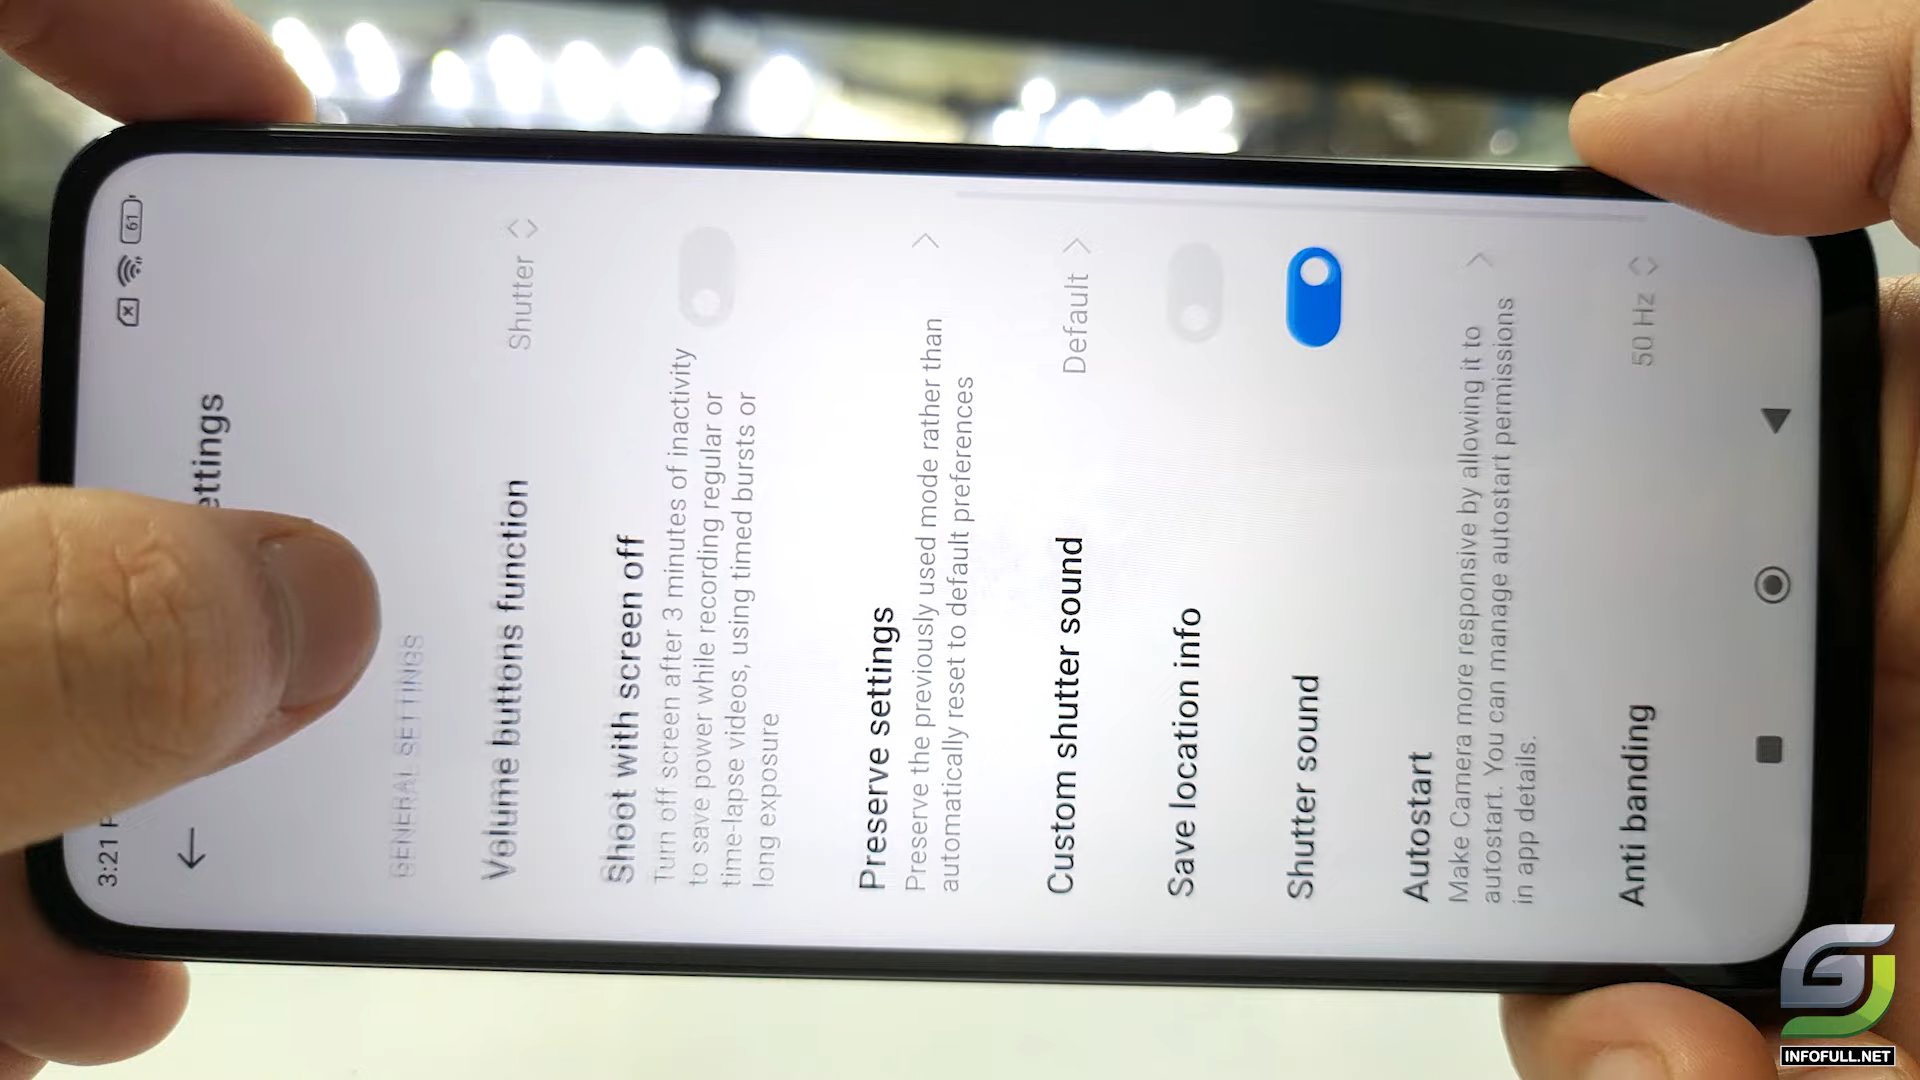 3:21
61
ettings
GENERAL SETTINGS
Volume buttons function
Shutter
Shoot with screen off
Turn off screen after 3 minutes of inactivity
to save power while recording regular or
time-lapse videos, using timed bursts or
long exposure
Preserve settings
Preserve the previously used mode rather than
automatically reset to default preferences
Custom shutter sound
Default
Save location info
Shutter sound
Autostart
Make Camera more responsive by allowing it to
autostart. You can manage autostart permissions
in app details.
Anti banding
50 Hz
INFOFULL.NET